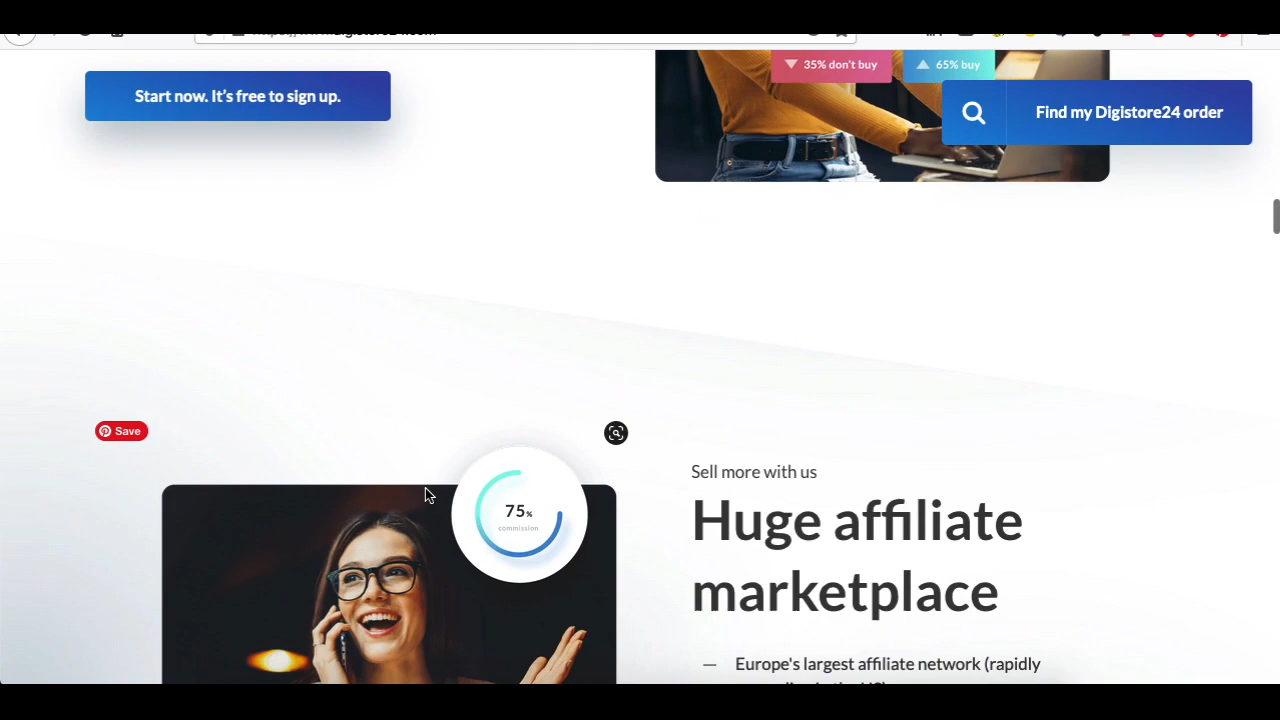 35% don't buy
65% buy
Start now. It's free to sign up.
Find my Digistore24 order
Save
75%
commission
Sell more with us
Huge affiliate
marketplace
— Europe's largest affiliate network (rapidly